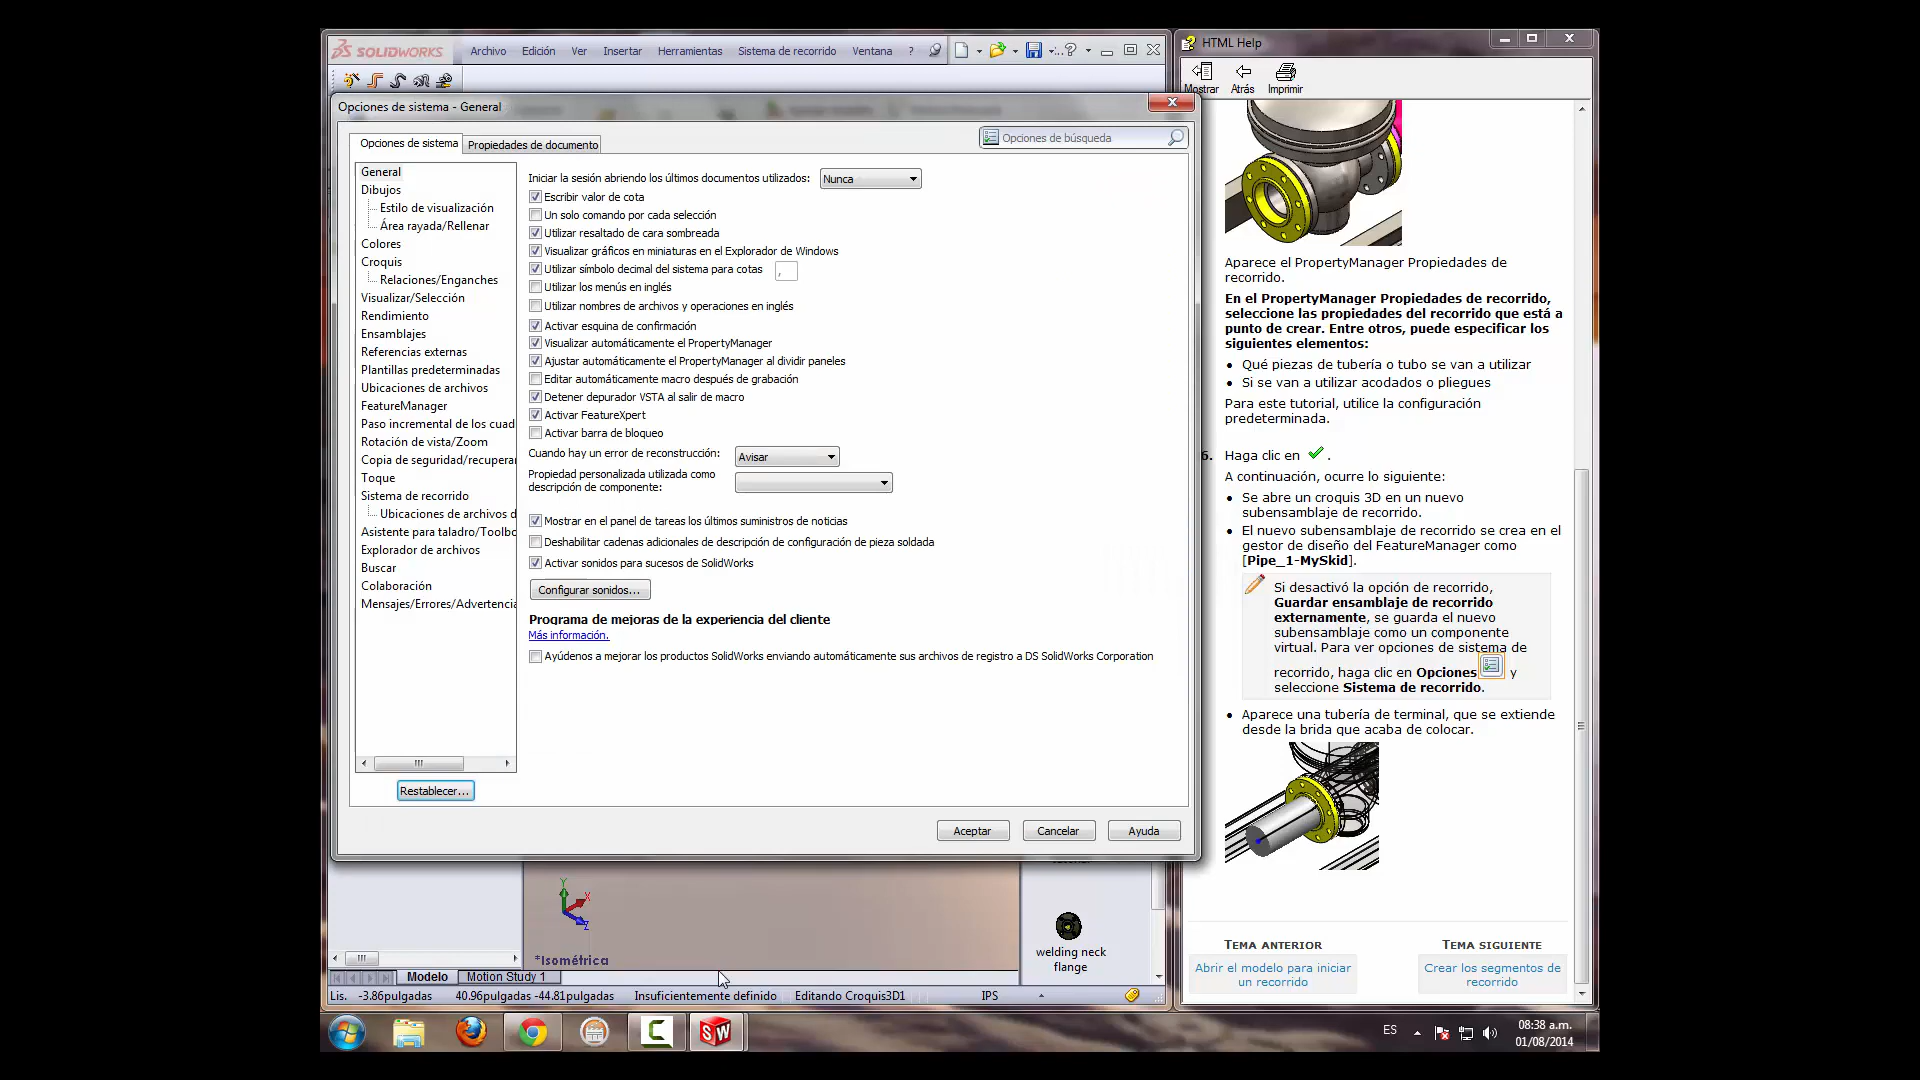 SOLIDWORKS Archivo Edición Ver Insertar Herramientas Sistema de recorrido Ventana ?
Opciones de sistema - General
Opciones de sistema
Propiedades de documento
Opciones de búsqueda
General
Dibujos
Estilo de visualización
Área rayada/Rellenar
Colores
Croquis
Relaciones/Enganches
Visualizar/Selección
Rendimiento
Ensamblajes
Referencias externas
Plantillas predeterminadas
Ubicaciones de archivos
FeatureManager
Paso incremental de los cuad
Rotación de vista/Zoom
Copia de seguridad/recuperar
Toque
Sistema de recorrido
Ubicaciones de archivos d
Asistente para taladro/Toolbo
Explorador de archivos
Buscar
Colaboración
Mensajes/Errores/Advertencia
Restablecer...
Iniciar la sesión abriendo los últimos documentos utilizados: Nunca
Escribir valor de cota
Un solo comando por cada selección
Utilizar resaltado de cara sombreada
Visualizar gráficos en miniaturas en el Explorador de Windows
Utilizar símbolo decimal del sistema para cotas ,
Utilizar los menús en inglés
Utilizar nombres de archivos y operaciones en inglés
Activar esquina de confirmación
Visualizar automáticamente el PropertyManager
Ajustar automáticamente el PropertyManager al dividir paneles
Editar automáticamente macro después de grabación
Detener depurador VSTA al salir de macro
Activar FeatureXpert
Activar barra de bloqueo
Cuando hay un error de reconstrucción: Avisar
Propiedad personalizada utilizada como
descripción de componente:
Mostrar en el panel de tareas los últimos suministros de noticias
Deshabilitar cadenas adicionales de descripción de configuración de pieza soldada
Activar sonidos para sucesos de SolidWorks
Configurar sonidos...
Programa de mejoras de la experiencia del cliente
Más información.
Ayúdenos a mejorar los productos SolidWorks enviando automáticamente sus archivos de registro a DS SolidWorks Corporation
Aceptar Cancelar Ayuda
Y
X
Z
*Isométrica
welding neck
flange
Modelo Motion Study 1
Lis. -3.86pulgadas 40.96pulgadas -44.81pulgadas Insuficientemente definido Editando Croquis3D1 IPS
HTML Help
Mostrar Atrás Imprimir
Aparece el PropertyManager Propiedades de
recorrido.
En el PropertyManager Propiedades de recorrido,
seleccione las propiedades del recorrido que está a
punto de crear. Entre otros, puede especificar los
siguientes elementos:
• Qué piezas de tubería o tubo se van a utilizar
• Si se van a utilizar acodados o pliegues
Para este tutorial, utilice la configuración
predeterminada.
6. Haga clic en .
A continuación, ocurre lo siguiente:
• Se abre un croquis 3D en un nuevo
subensamblaje de recorrido.
• El nuevo subensamblaje de recorrido se crea en el
gestor de diseño del FeatureManager como
[Pipe_1-MySkid].
Si desactivó la opción de recorrido,
Guardar ensamblaje de recorrido
externamente, se guarda el nuevo
subensamblaje como un componente
virtual. Para ver opciones de sistema de
recorrido, haga clic en Opciones y
seleccione Sistema de recorrido.
• Aparece una tubería de terminal, que se extiende
desde la brida que acaba de colocar.
TEMA ANTERIOR
Abrir el modelo para iniciar
un recorrido
TEMA SIGUIENTE
Crear los segmentos de
recorrido
ES
08:38 a.m.
01/08/2014